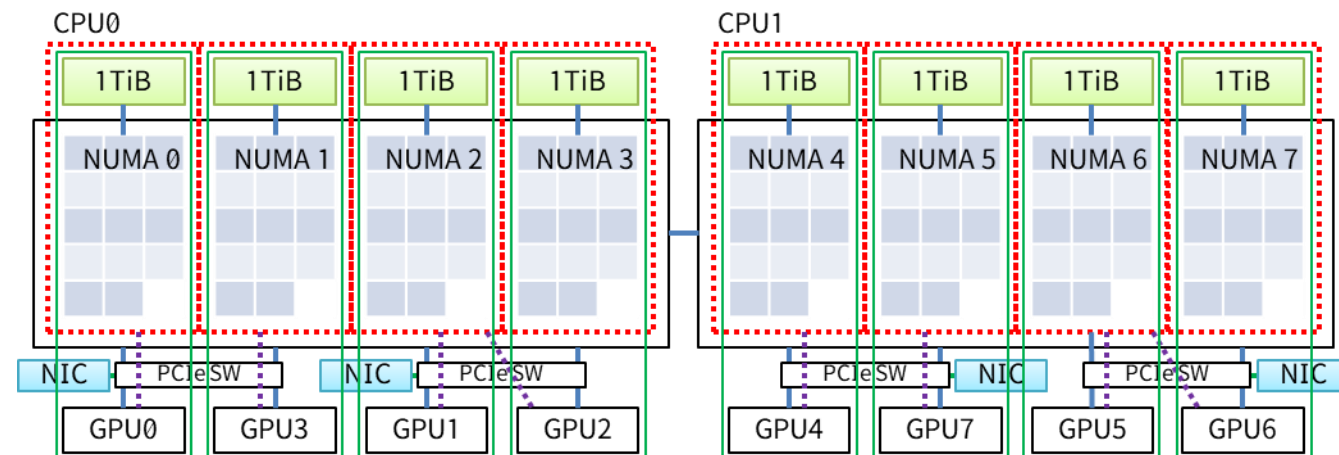 CPU0 CPU1
1TiB 1TiB 1TiB 1TiB 1TiB 1TiB 1TiB 1TiB
NUMA 0 NUMA 1 NUMA 2 NUMA 3 NUMA 4 NUMA 5 NUMA 6 NUMA 7
NIC PCIe SW NIC PCIe SW PCIe SW NIC PCIe SW NIC
GPU0 GPU3 GPU1 GPU2 GPU4 GPU7 GPU5 GPU6